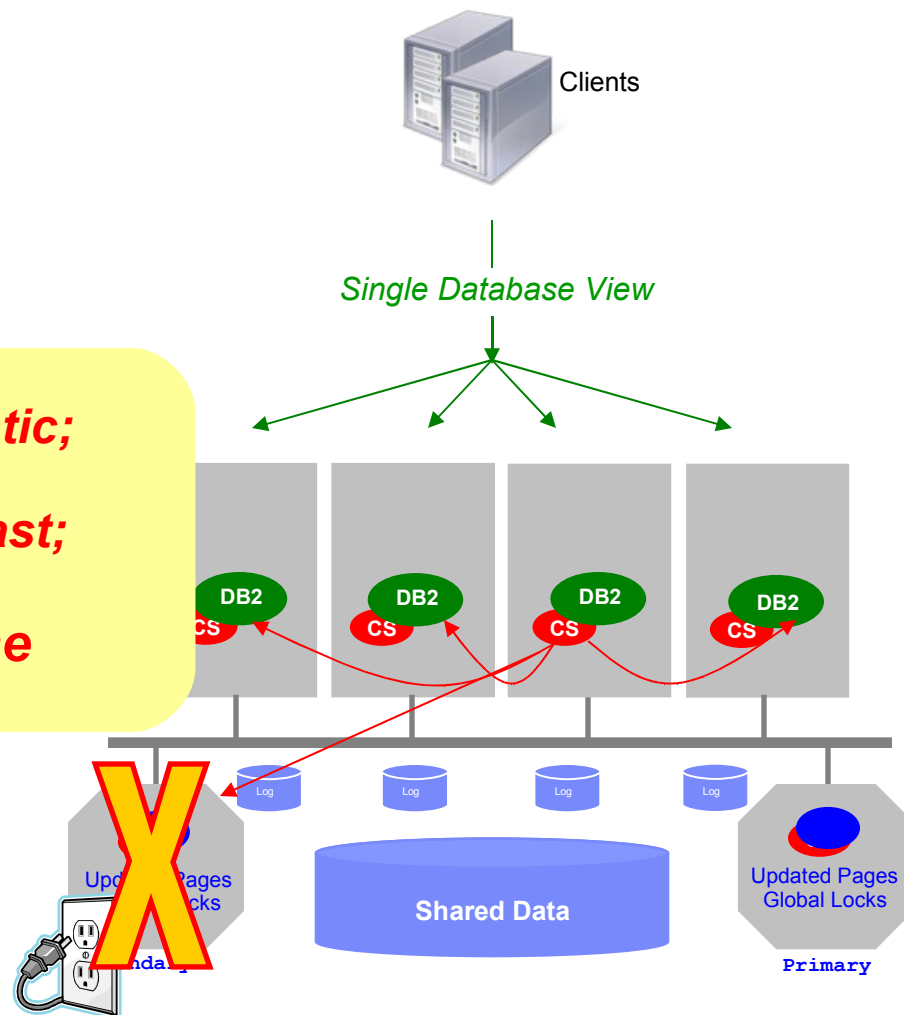 Clients
Single Database View
tic;
ast;
e
DB2
DB2
DB2
DB2
CS
CS
CS
CS
Log
Log
Log
Log
Updated Pages
Global Locks
Shared Data
Primary